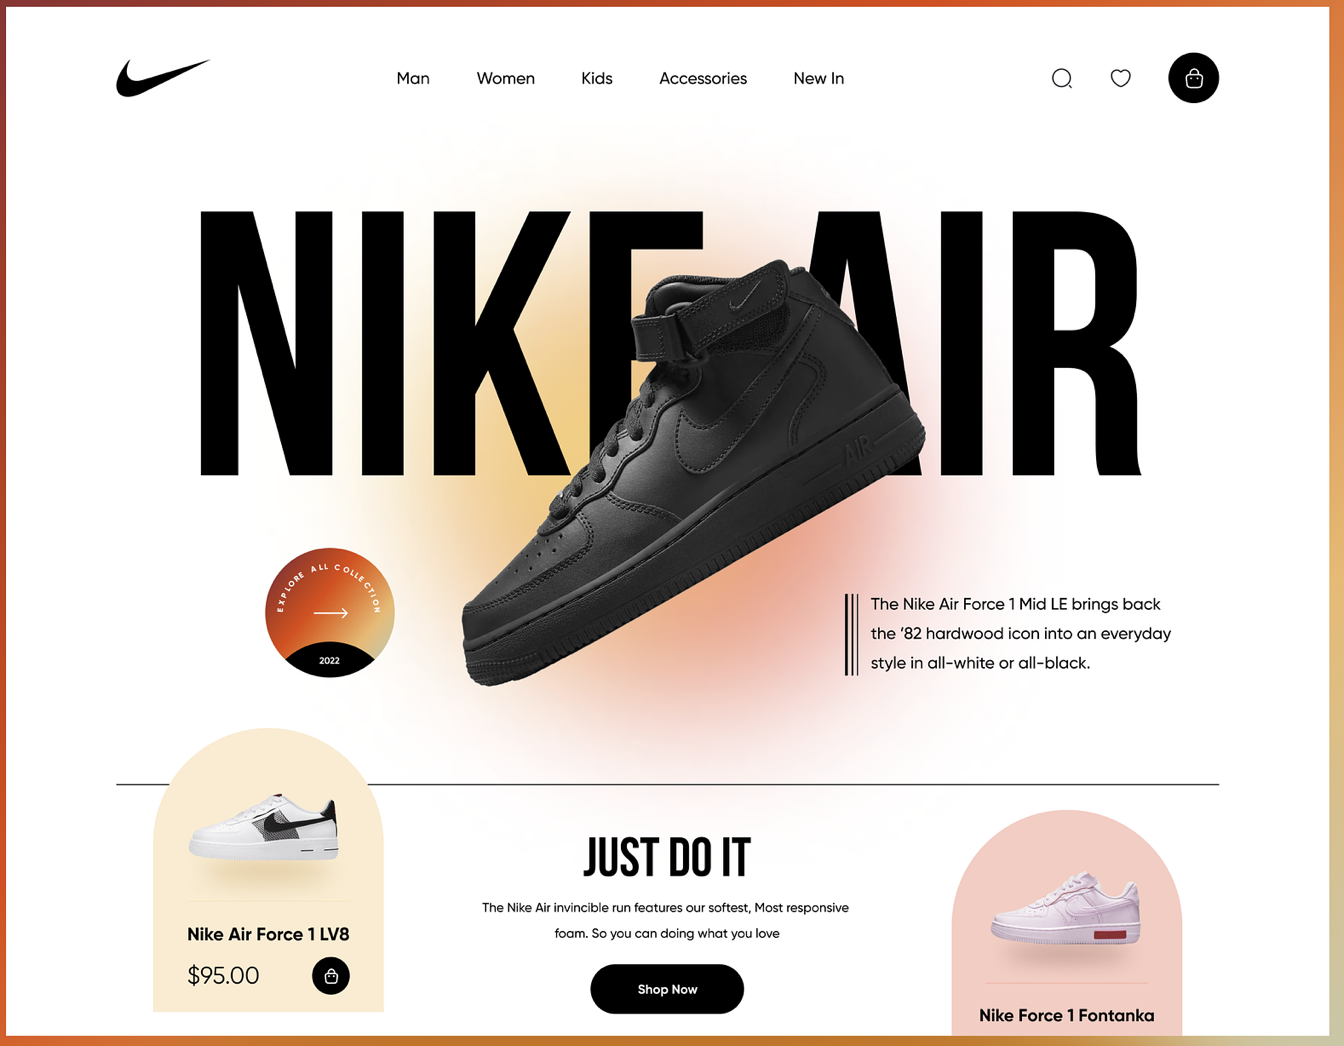 Man Women Kids Accessories New In
NIKE AIR
AIR
EXPLORE ALL COLLECTION
2022
The Nike Air Force 1 Mid LE brings back
the ’82 hardwood icon into an everyday
style in all-white or all-black.
JUST DO IT
The Nike Air invincible run features our softest, Most responsive
foam. So you can doing what you love
Shop Now
Nike Air Force 1 LV8
$95.00
Nike Force 1 Fontanka